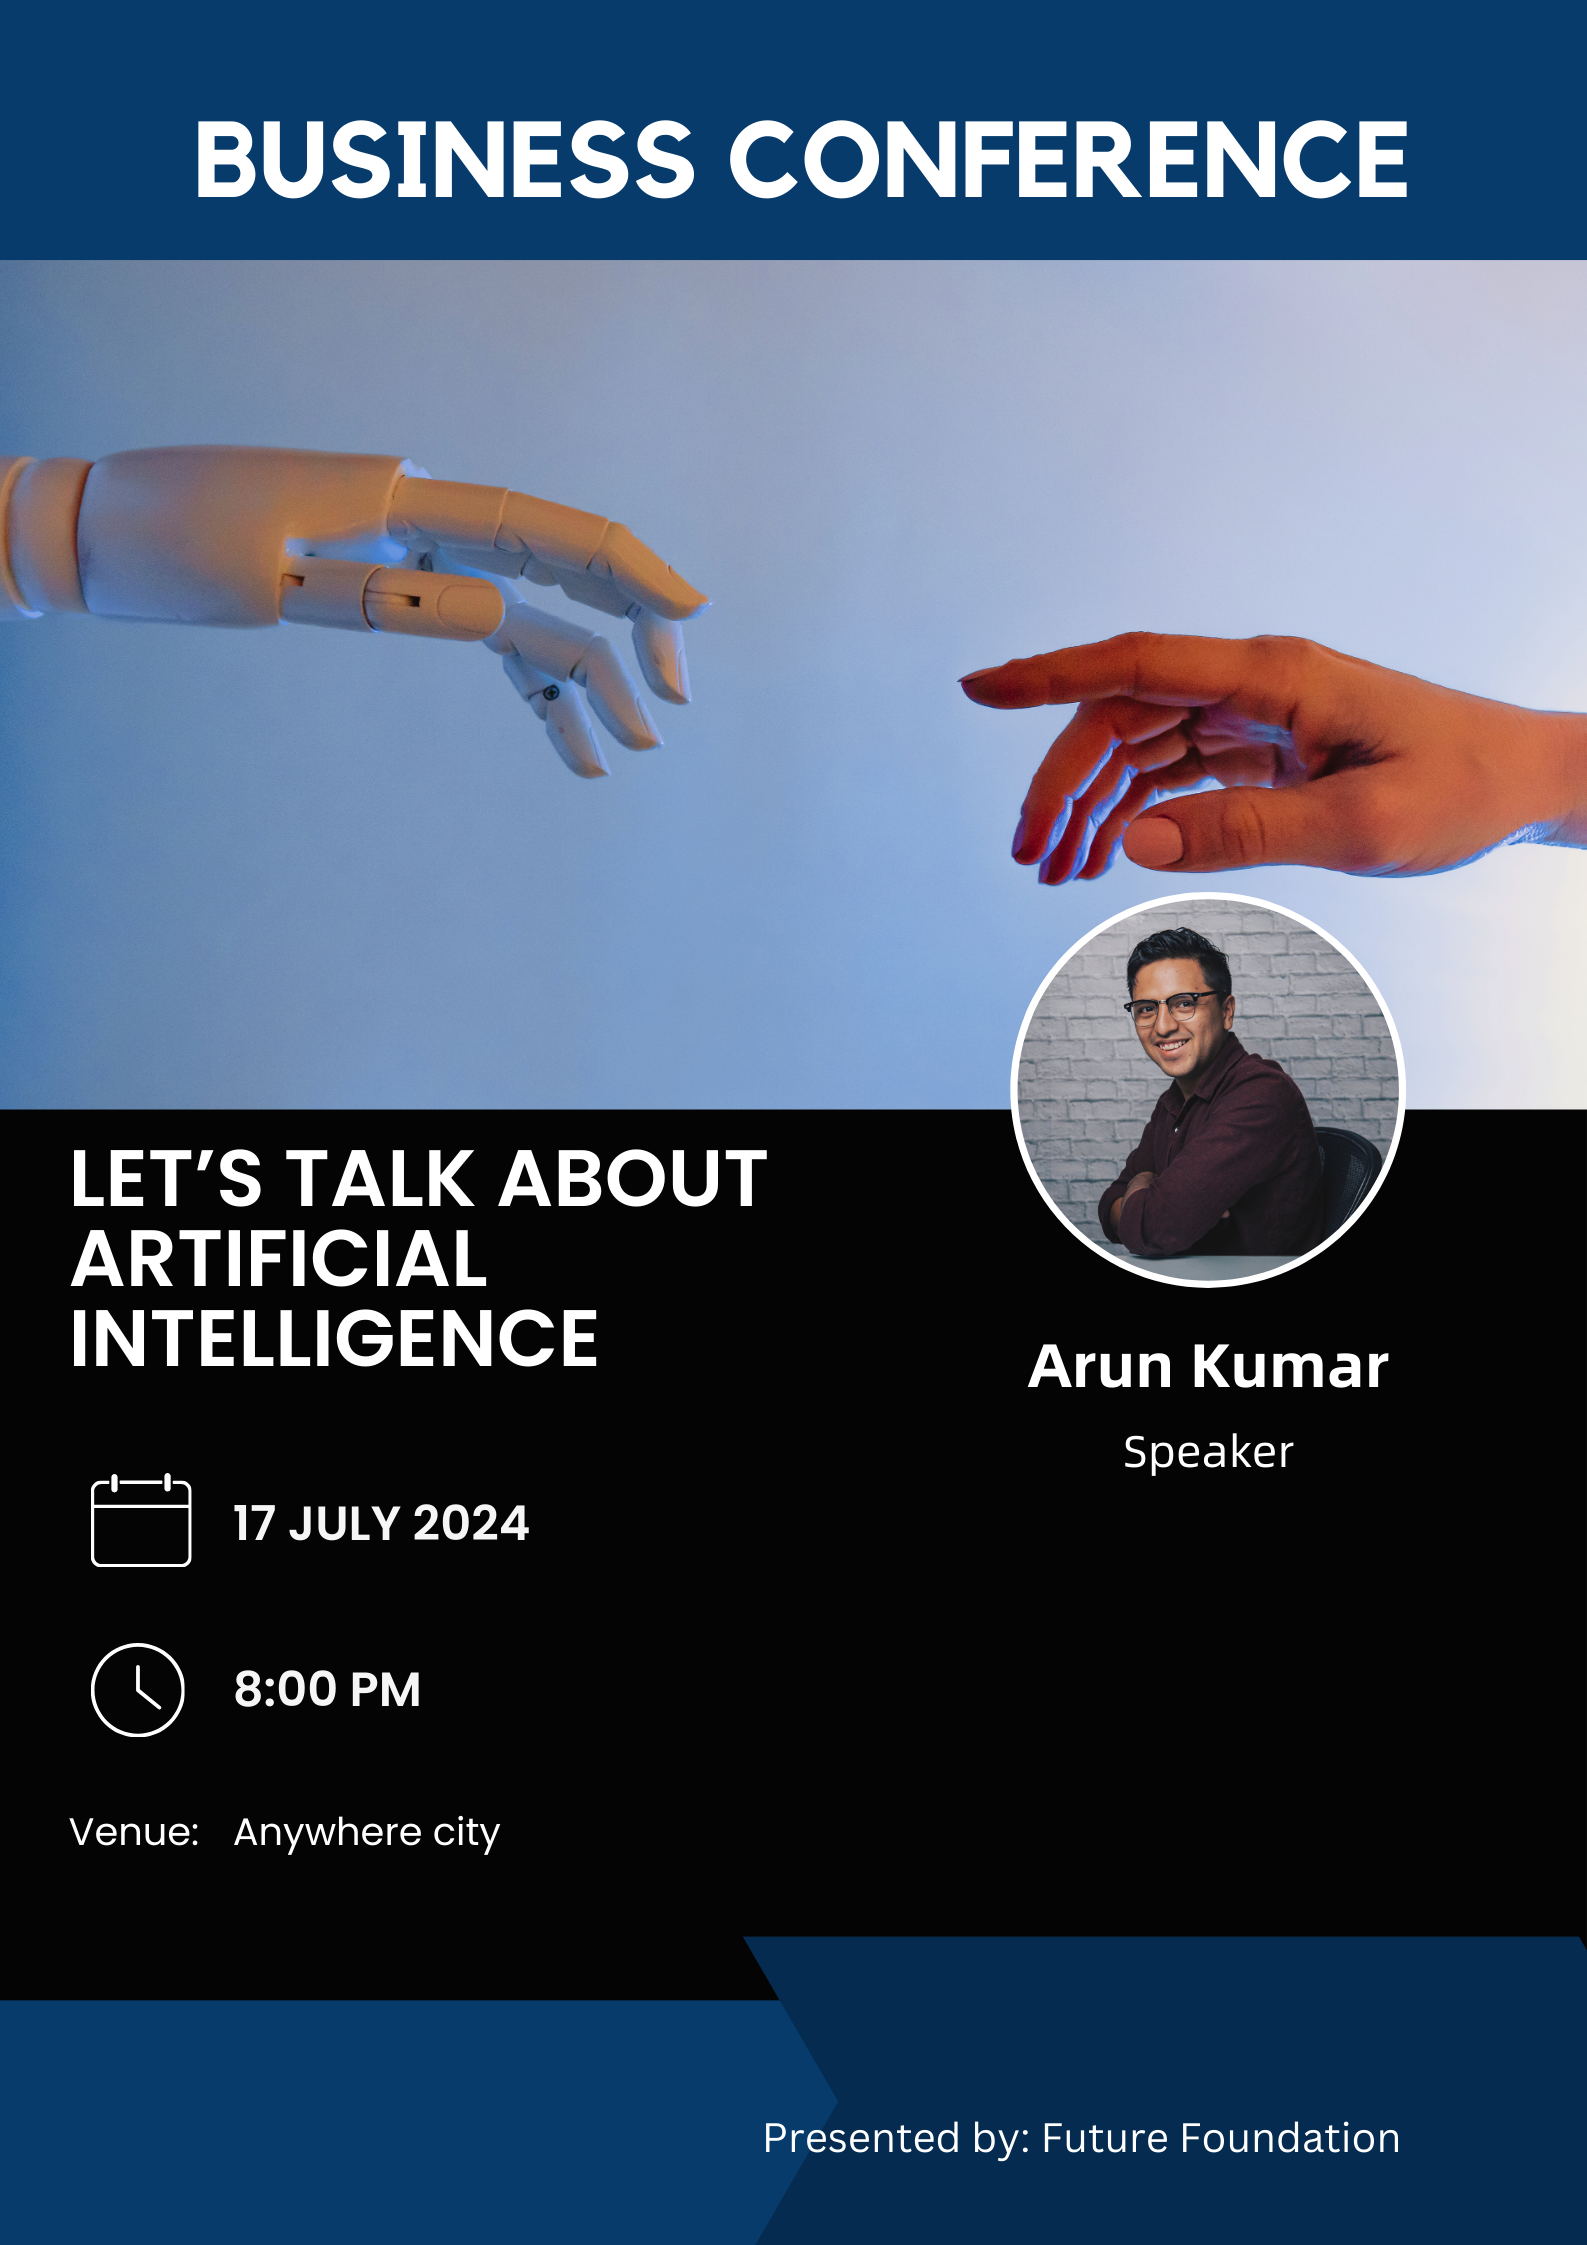 BUSINESS CONFERENCE
LET’S TALK ABOUT
ARTIFICIAL
INTELLIGENCE
Arun Kumar
Speaker
17 JULY 2024
8:00 PM
Venue: Anywhere city
Presented by: Future Foundation